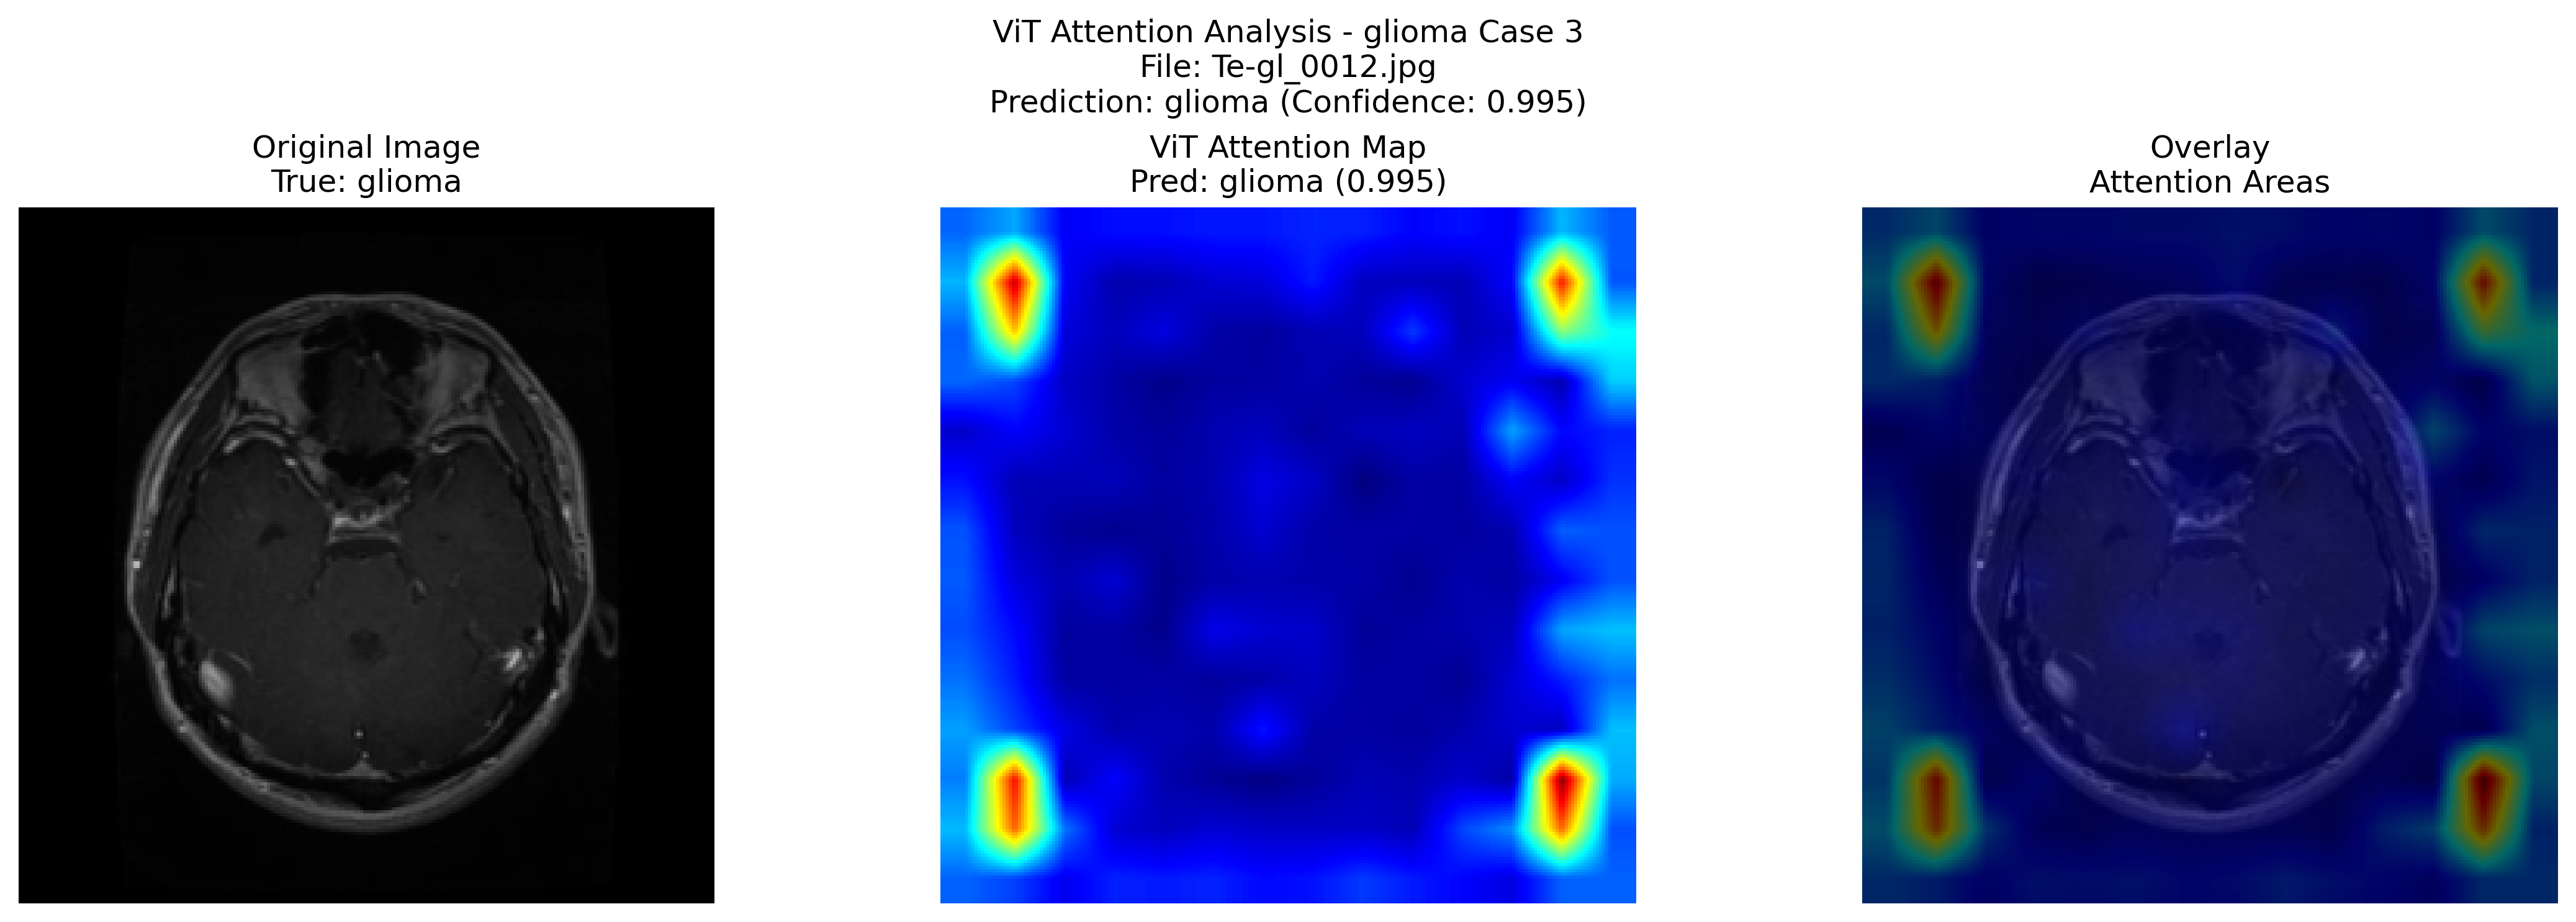 ViT Attention Analysis - glioma Case 3
File: Te-gl_0012.jpg
Prediction: glioma (Confidence: 0.995)
Original Image
True: glioma
ViT Attention Map
Pred: glioma (0.995)
Overlay
Attention Areas